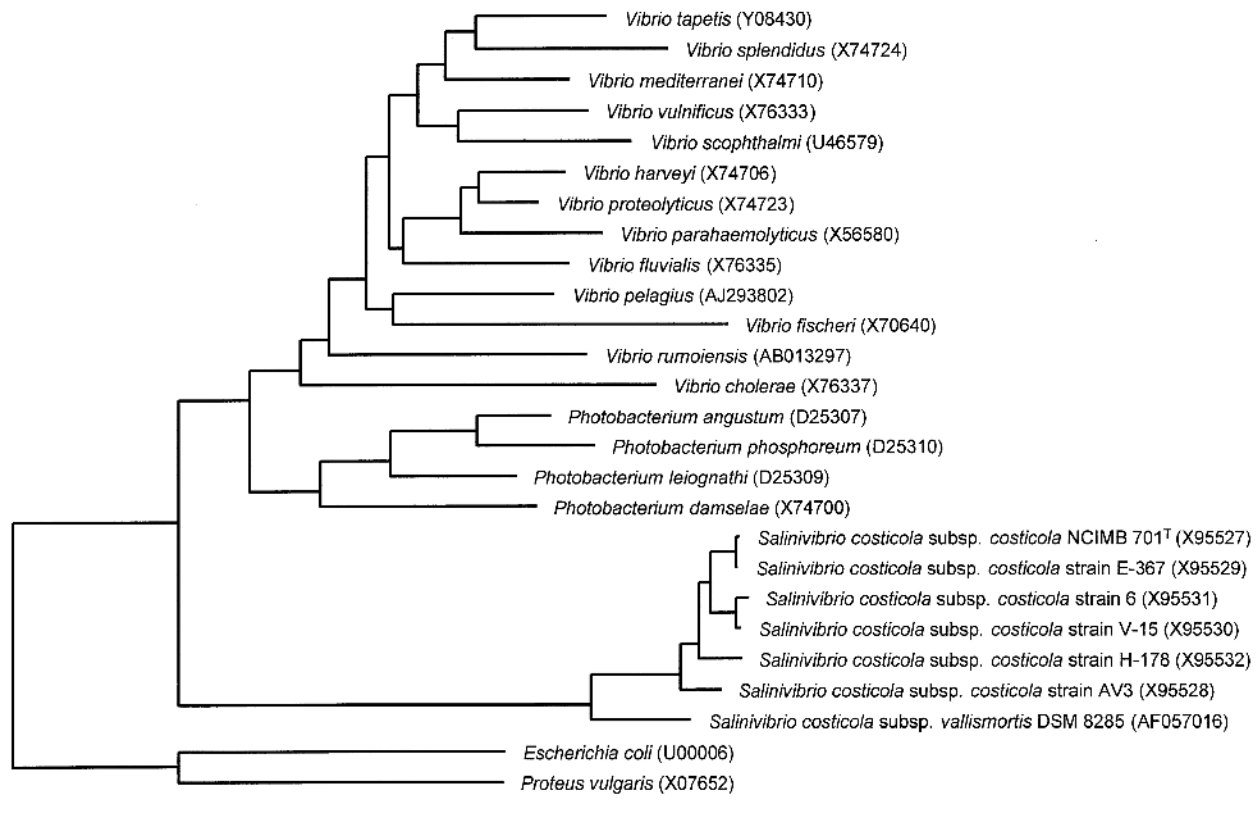 Vibrio tapetis (Y08430)
Vibrio splendidus (X74724)
Vibrio mediterranei (X74710)
Vibrio vulnificus (X76333)
Vibrio scophthalmi (U46579)
Vibrio harveyi (X74706)
Vibrio proteolyticus (X74723)
Vibrio parahaemolyticus (X56580)
Vibrio fluvialis (X76335)
Vibrio pelagius (AJ293802)
Vibrio fischeri (X70640)
Vibrio rumoiensis (AB013297)
Vibrio cholerae (X76337)
Photobacterium angustum (D25307)
Photobacterium phosphoreum (D25310)
Photobacterium leiognathi (D25309)
Photobacterium damselae (X74700)
Salinivibrio costicola subsp. costicola NCIMB 701ᵀ (X95527)
Salinivibrio costicola subsp. costicola strain E-367 (X95529)
Salinivibrio costicola subsp. costicola strain 6 (X95531)
Salinivibrio costicola subsp. costicola strain V-15 (X95530)
Salinivibrio costicola subsp. costicola strain H-178 (X95532)
Salinivibrio costicola subsp. costicola strain AV3 (X95528)
Salinivibrio costicola subsp. vallismortis DSM 8285 (AF057016)
Escherichia coli (U00006)
Proteus vulgaris (X07652)